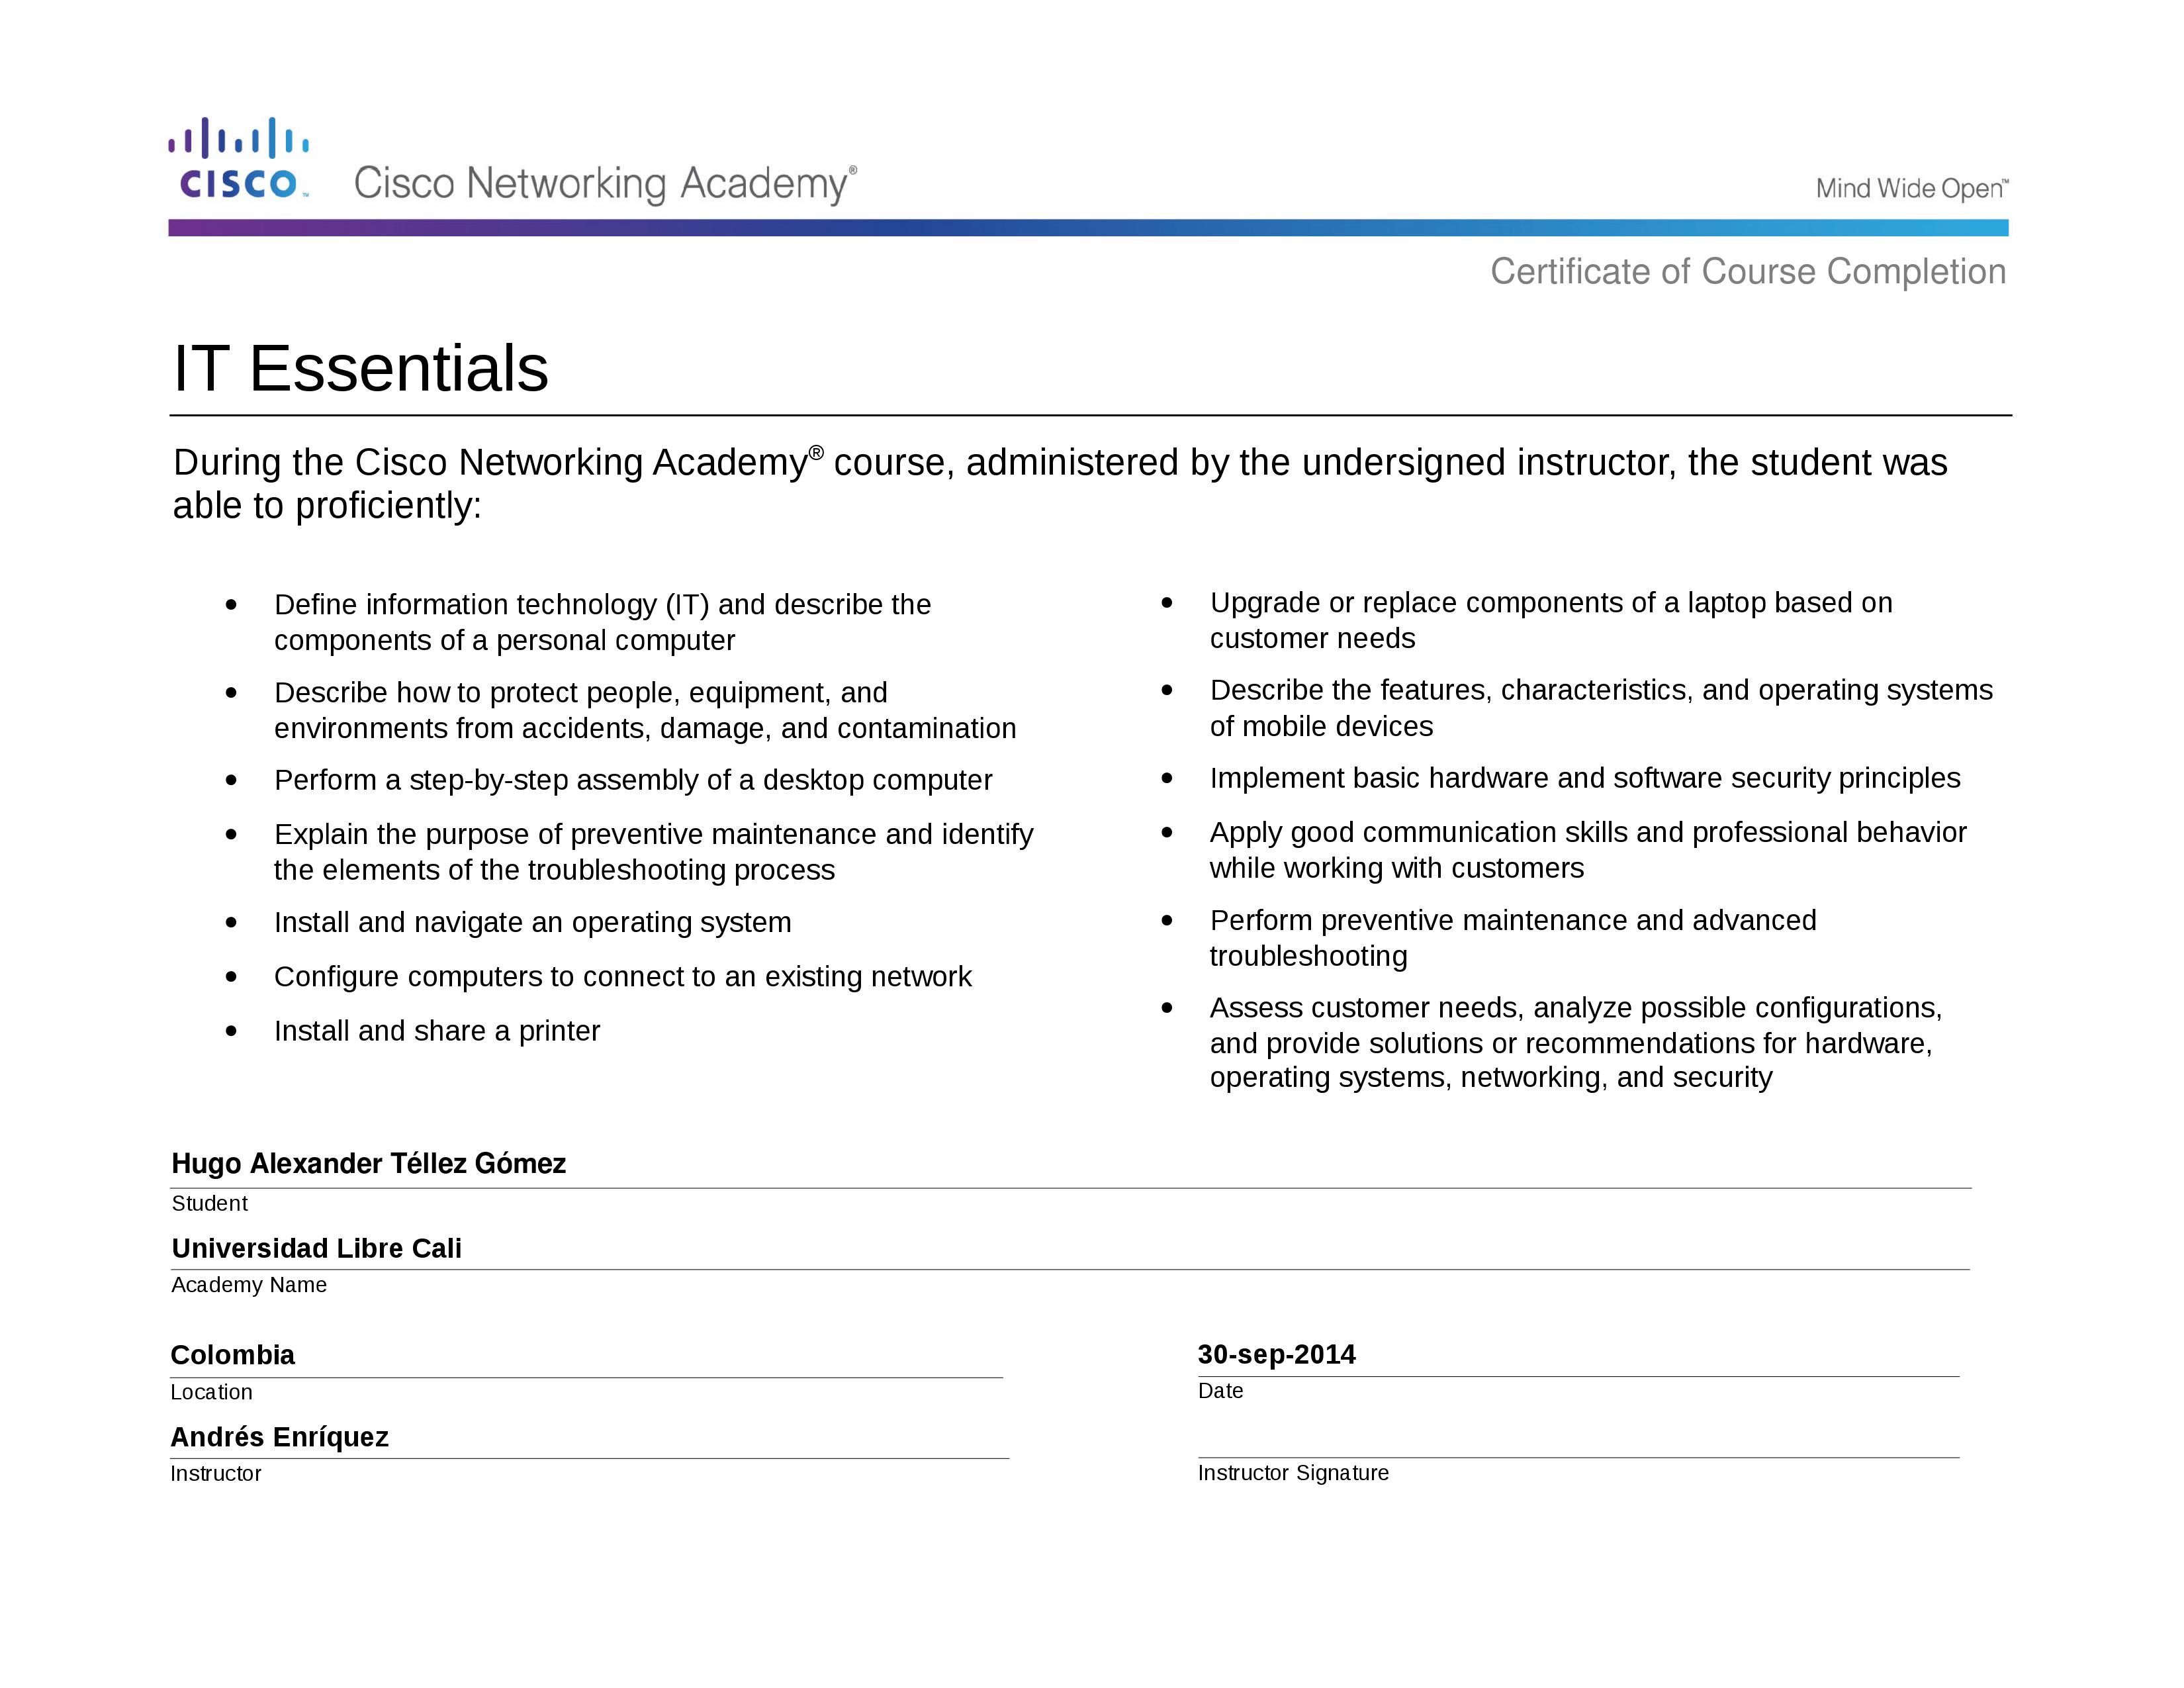 CISCO™
Cisco Networking Academy®
Mind Wide Open™
Certificate of Course Completion
IT Essentials
During the Cisco Networking Academy® course, administered by the undersigned instructor, the student was
able to proficiently:
• Define information technology (IT) and describe the
components of a personal computer
• Describe how to protect people, equipment, and
environments from accidents, damage, and contamination
• Perform a step-by-step assembly of a desktop computer
• Explain the purpose of preventive maintenance and identify
the elements of the troubleshooting process
• Install and navigate an operating system
• Configure computers to connect to an existing network
• Install and share a printer
• Upgrade or replace components of a laptop based on
customer needs
• Describe the features, characteristics, and operating systems
of mobile devices
• Implement basic hardware and software security principles
• Apply good communication skills and professional behavior
while working with customers
• Perform preventive maintenance and advanced
troubleshooting
• Assess customer needs, analyze possible configurations,
and provide solutions or recommendations for hardware,
operating systems, networking, and security
Hugo Alexander Téllez Gómez
Student
Universidad Libre Cali
Academy Name
Colombia
Location
30-sep-2014
Date
Andrés Enríquez
Instructor
Instructor Signature